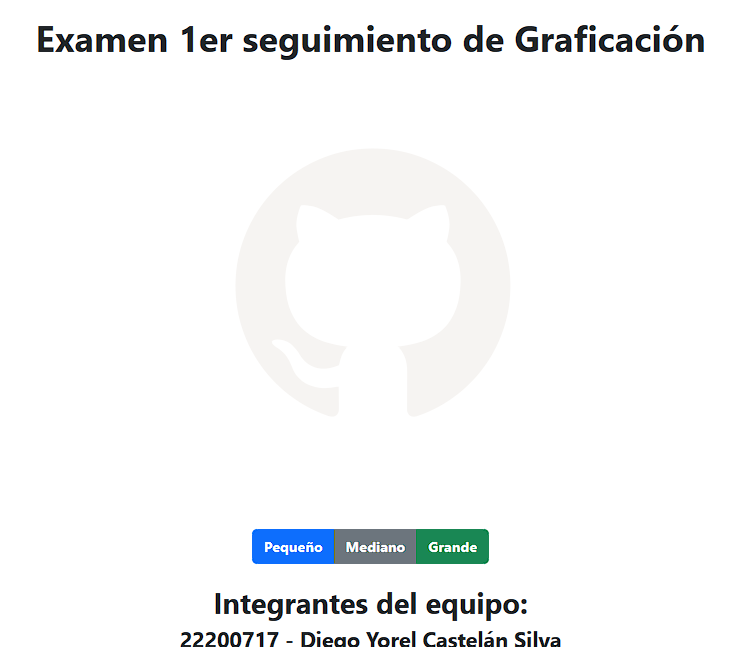 Examen 1er seguimiento de Graficación
Pequeño Mediano Grande
Integrantes del equipo:
22200717 - Diego Yorel Castelán Silva